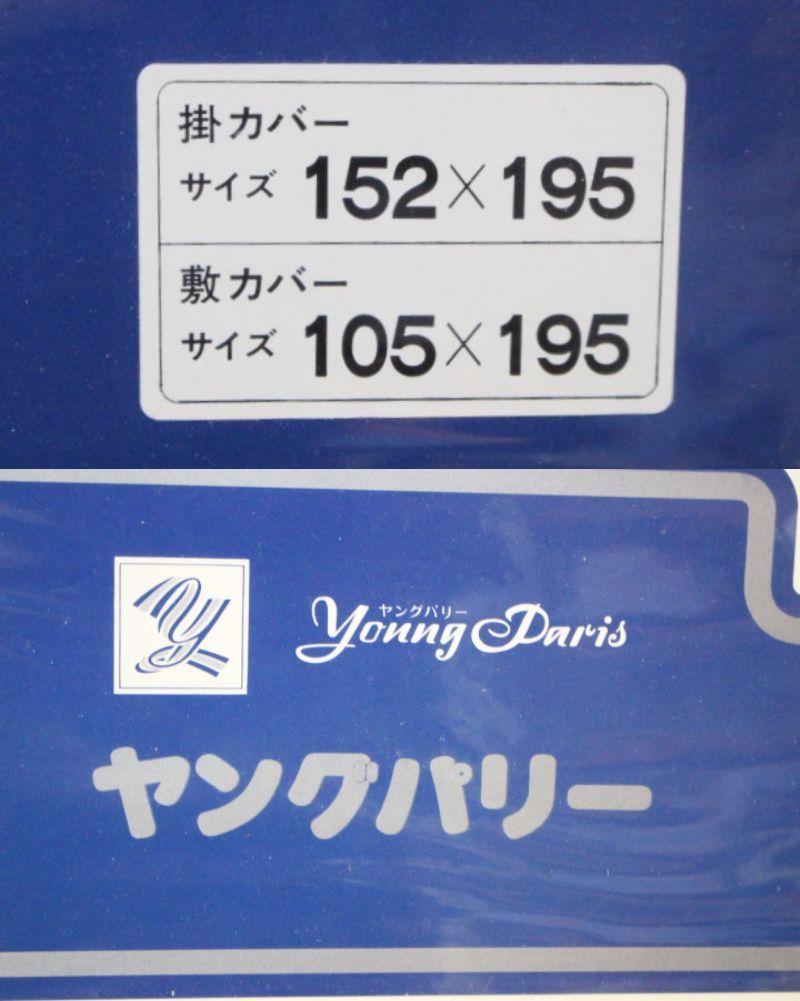 掛カバー
サイズ 152×195
敷カバー
サイズ 105×195
y
ヤングパリー
Young Paris
ヤングパリー